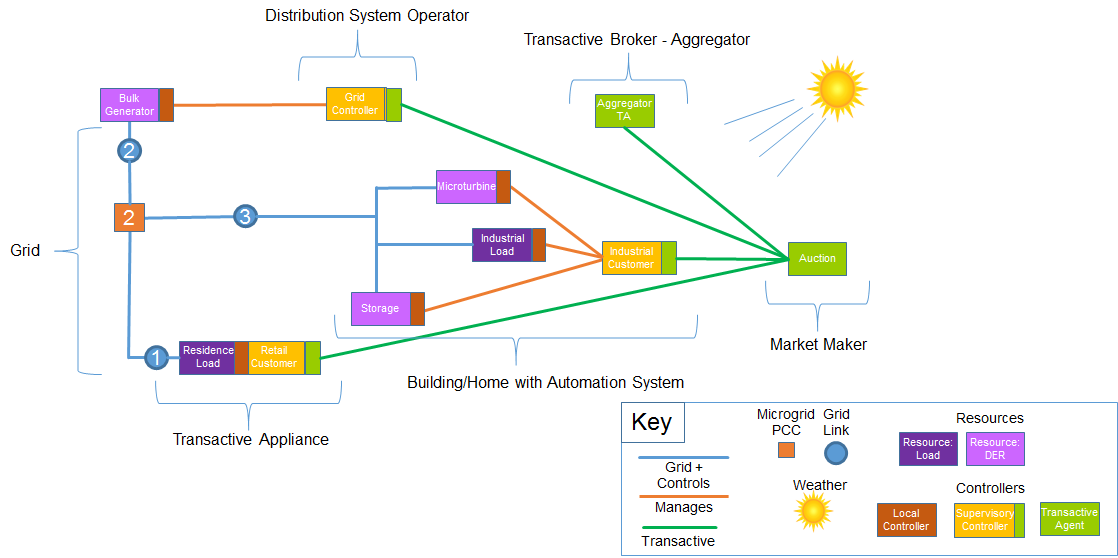 Distribution System Operator
Transactive Broker - Aggregator
Bulk
Generator
Grid
Controller
Aggregator
TA
2
Microturbine
2
3
Grid
Industrial
Load
Industrial
Customer
Auction
Storage
Market Maker
1
Residence
Load
Retail
Customer
Building/Home with Automation System
Transactive Appliance
Key
Grid +
Controls
Manages
Transactive
Microgrid
PCC
Grid
Link
Weather
Resources
Resource:
Load
Resource:
DER
Controllers
Local
Controller
Supervisory
Controller
Transactive
Agent